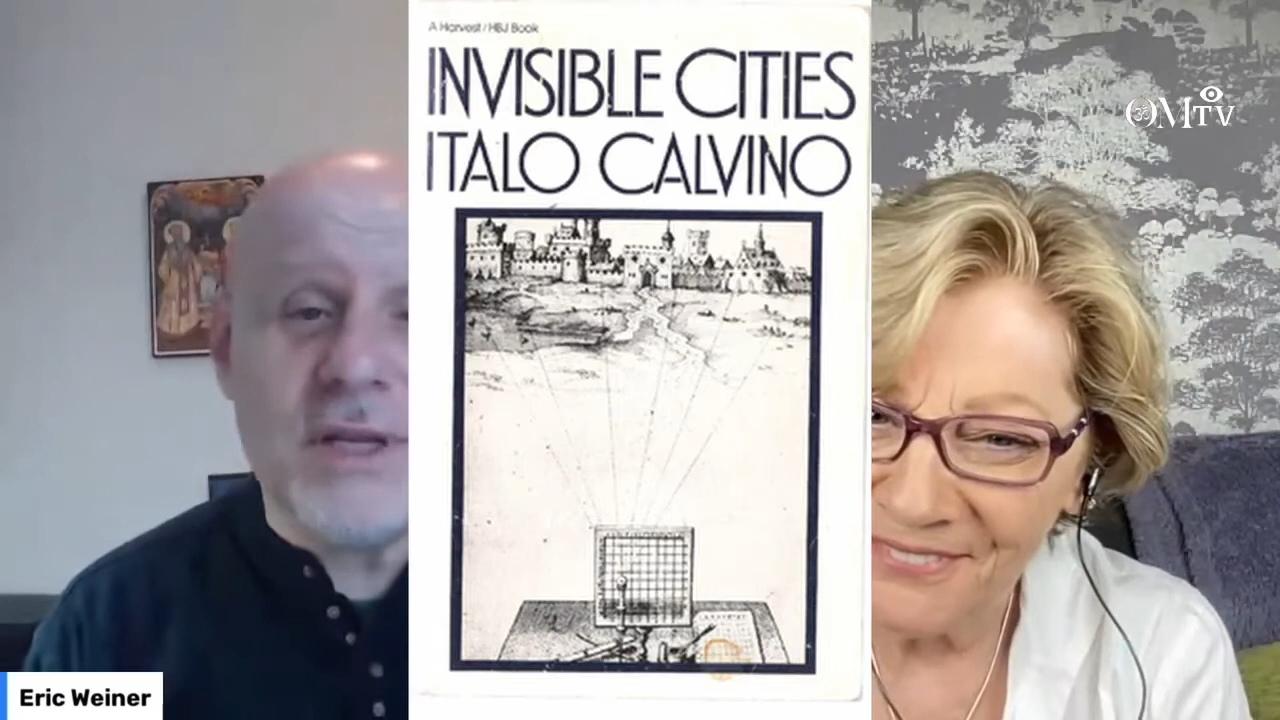 A Harvest / HBJ Book
INVISIBLE CITIES
ITALO CALVINO
OMTV
Eric Weiner